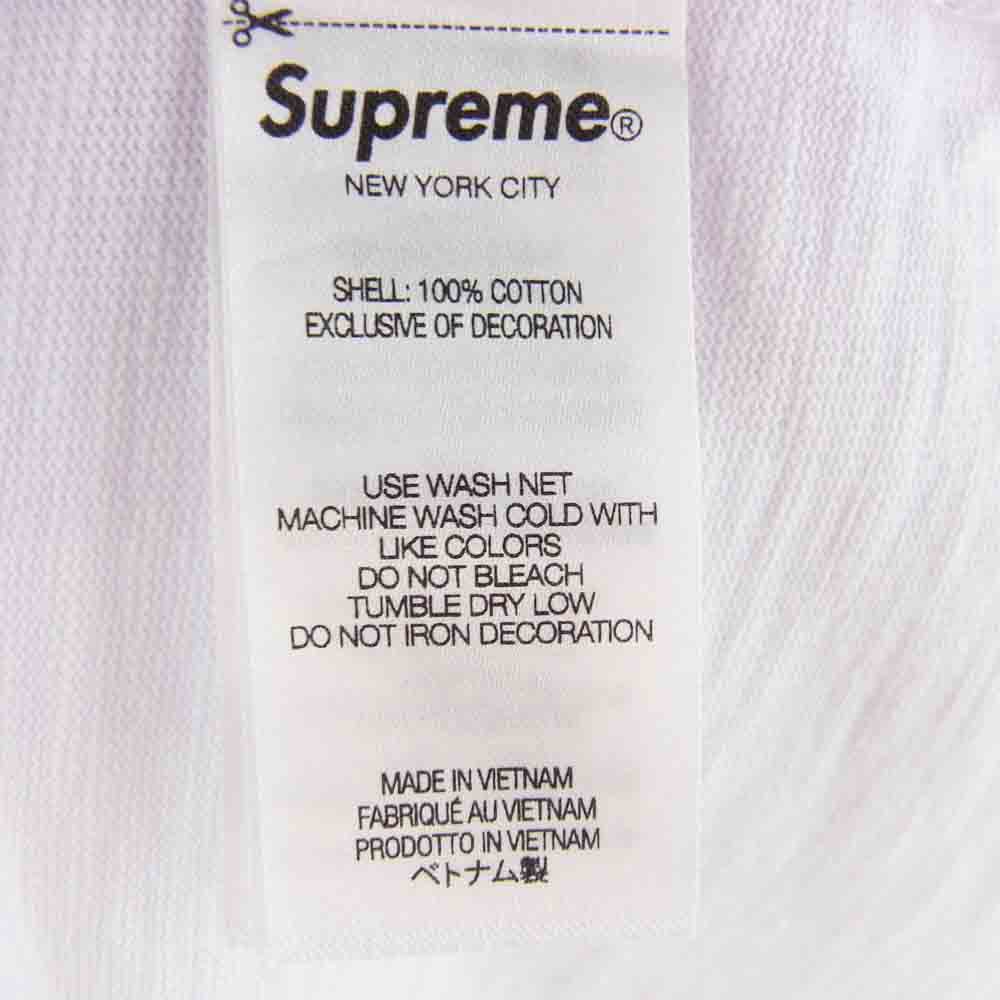 Supreme®
NEW YORK CITY
SHELL: 100% COTTON
EXCLUSIVE OF DECORATION
USE WASH NET
MACHINE WASH COLD WITH
LIKE COLORS
DO NOT BLEACH
TUMBLE DRY LOW
DO NOT IRON DECORATION
MADE IN VIETNAM
FABRIQUÉ AU VIETNAM
PRODOTTO IN VIETNAM
ベトナム製